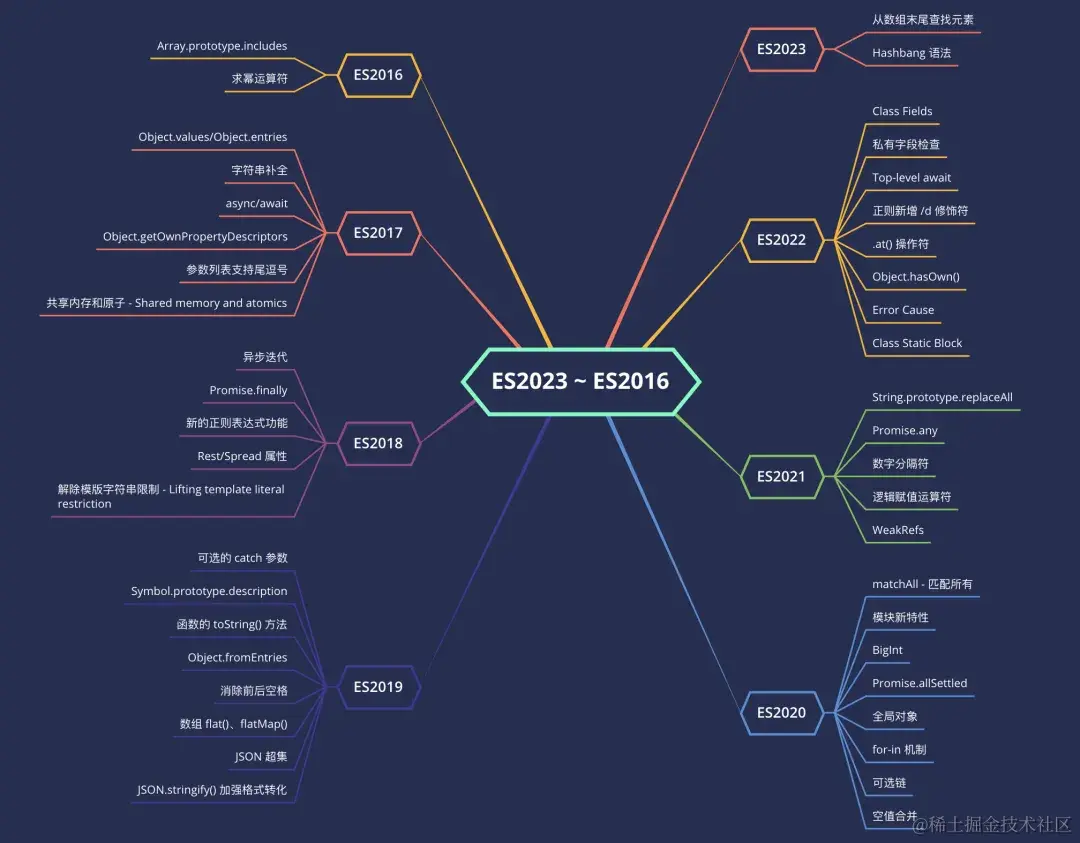 ES2023 ~ ES2016
ES2016
Array.prototype.includes
求幂运算符
ES2017
Object.values/Object.entries
字符串补全
async/await
Object.getOwnPropertyDescriptors
参数列表支持尾逗号
共享内存和原子 - Shared memory and atomics
ES2018
异步迭代
Promise.finally
新的正则表达式功能
Rest/Spread 属性
解除模版字符串限制 - Lifting template literal
restriction
ES2019
可选的 catch 参数
Symbol.prototype.description
函数的 toString() 方法
Object.fromEntries
消除前后空格
数组 flat()、flatMap()
JSON 超集
JSON.stringify() 加强格式转化
ES2023
从数组末尾查找元素
Hashbang 语法
ES2022
Class Fields
私有字段检查
Top-level await
正则新增 /d 修饰符
.at() 操作符
Object.hasOwn()
Error Cause
Class Static Block
ES2021
String.prototype.replaceAll
Promise.any
数字分隔符
逻辑赋值运算符
WeakRefs
ES2020
matchAll - 匹配所有
模块新特性
BigInt
Promise.allSettled
全局对象
for-in 机制
可选链
空值合并
@稀土掘金技术社区